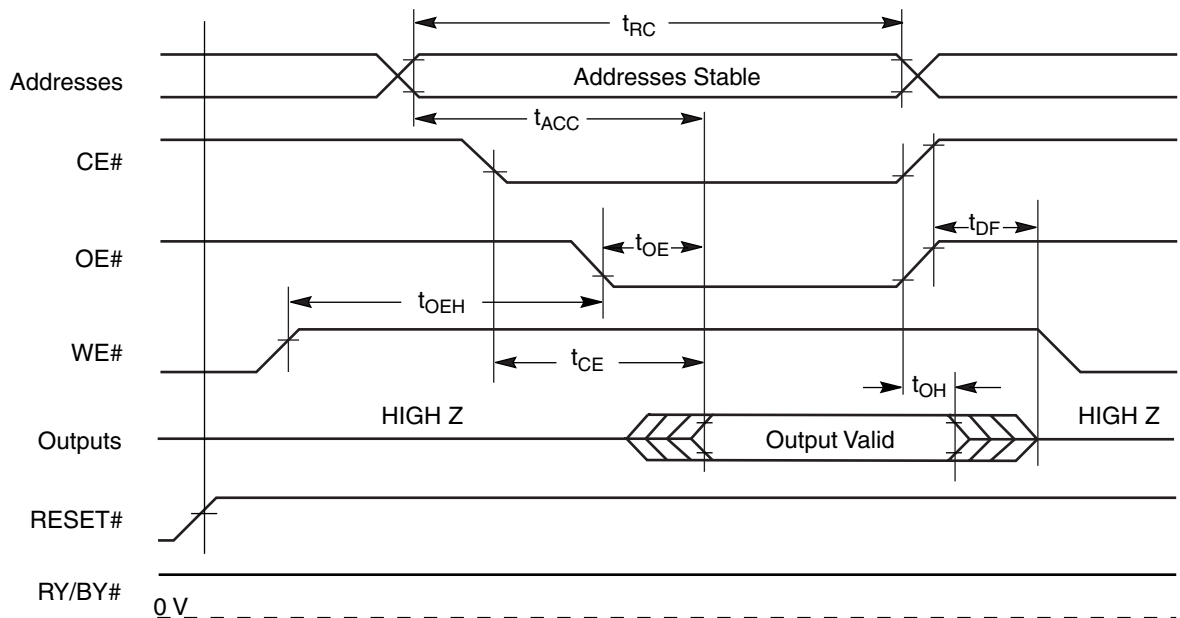 tRC
Addresses
Addresses Stable
tACC
CE#
tDF
OE#
tOE
tOEH
WE#
tCE
tOH
HIGH Z
HIGH Z
Outputs
Output Valid
RESET#
RY/BY#
0 V